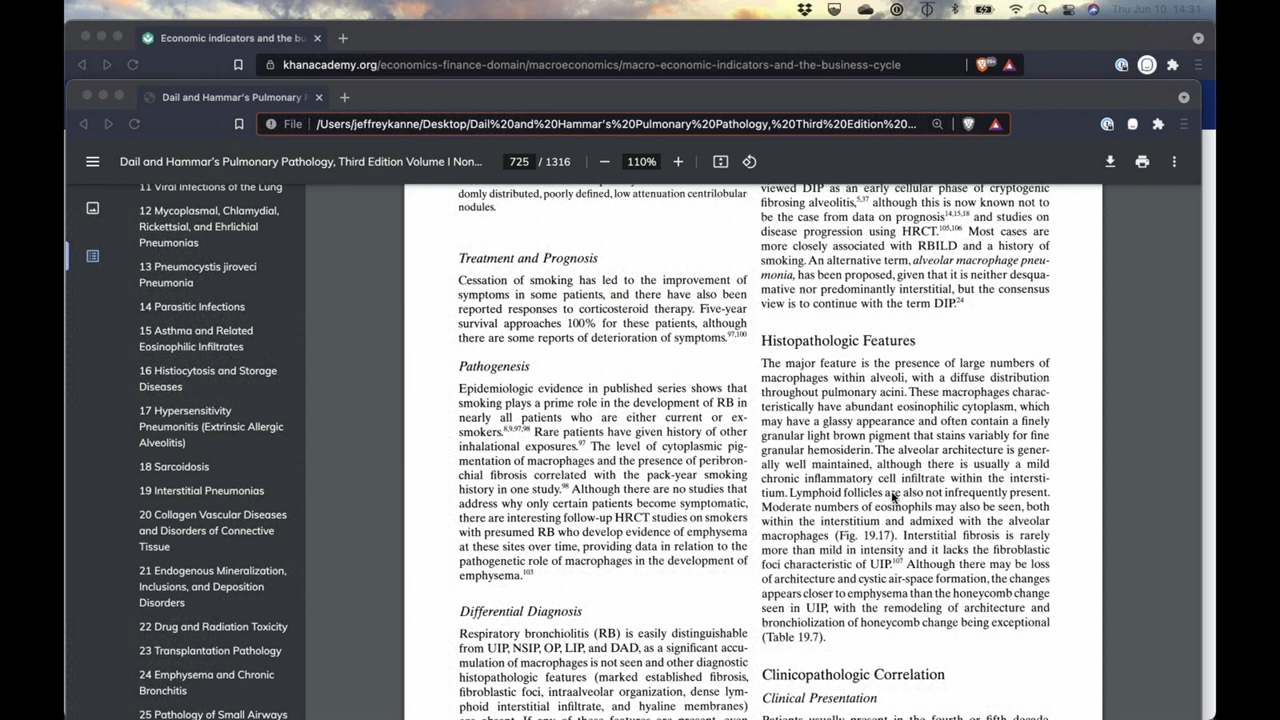 Thu Jun 10 14:31
Economic indicators and the bu
khanacademy.org/economics-finance-domain/macroeconomics/macro-economic-indicators-and-the-business-cycle
99+
Dail and Hammar's Pulmonary
File
/Users/jeffreykanne/Desktop/Dail%20and%20Hammar's%20Pulmonary%20Pathology,%20Third%20Edition%20...
Dail and Hammar's Pulmonary Pathology, Third Edition Volume I Non...
725 / 1316
110%
11 Viral Infections of the Lung
12 Mycoplasmal, Chlamydial,
Rickettsial, and Ehrlichial
Pneumonias
13 Pneumocystis jiroveci
Pneumonia
14 Parasitic Infections
15 Asthma and Related
Eosinophilic Infiltrates
16 Histiocytosis and Storage
Diseases
17 Hypersensitivity
Pneumonitis (Extrinsic Allergic
Alveolitis)
18 Sarcoidosis
19 Interstitial Pneumonias
20 Collagen Vascular Diseases
and Disorders of Connective
Tissue
21 Endogenous Mineralization,
Inclusions, and Deposition
Disorders
22 Drug and Radiation Toxicity
23 Transplantation Pathology
24 Emphysema and Chronic
Bronchitis
25 Pathology of Small Airways
domly distributed, poorly defined, low attenuation centrilobular
nodules.
Treatment and Prognosis
Cessation of smoking has led to the improvement of
symptoms in some patients, and there have also been
reported responses to corticosteroid therapy. Five-year
survival approaches 100% for these patients, although
there are some reports of deterioration of symptoms.97,100
Pathogenesis
Epidemiologic evidence in published series shows that
smoking plays a prime role in the development of RB in
nearly all patients who are either current or ex-
smokers.8,9,97,98 Rare patients have given history of other
inhalational exposures.97 The level of cytoplasmic pig-
mentation of macrophages and the presence of peribron-
chial fibrosis correlated with the pack-year smoking
history in one study.98 Although there are no studies that
address why only certain patients become symptomatic,
there are interesting follow-up HRCT studies on smokers
with presumed RB who develop evidence of emphysema
at these sites over time, providing data in relation to the
pathogenetic role of macrophages in the development of
emphysema.103
Differential Diagnosis
Respiratory bronchiolitis (RB) is easily distinguishable
from UIP, NSIP, OP, LIP, and DAD, as a significant accu-
mulation of macrophages is not seen and other diagnostic
histopathologic features (marked established fibrosis,
fibroblastic foci, intraalveolar organization, dense lym-
phoid interstitial infiltrate, and hyaline membranes)
viewed DIP as an early cellular phase of cryptogenic
fibrosing alveolitis,5,37 although this is now known not to
be the case from data on prognosis14,15,18 and studies on
disease progression using HRCT.105,106 Most cases are
more closely associated with RBILD and a history of
smoking. An alternative term, alveolar macrophage pneu-
monia, has been proposed, given that it is neither desqua-
mative nor predominantly interstitial, but the consensus
view is to continue with the term DIP.24
Histopathologic Features
The major feature is the presence of large numbers of
macrophages within alveoli, with a diffuse distribution
throughout pulmonary acini. These macrophages charac-
teristically have abundant eosinophilic cytoplasm, which
may have a glassy appearance and often contain a finely
granular light brown pigment that stains variably for fine
granular hemosiderin. The alveolar architecture is gener-
ally well maintained, although there is usually a mild
chronic inflammatory cell infiltrate within the intersti-
tium. Lymphoid follicles are also not infrequently present.
Moderate numbers of eosinophils may also be seen, both
within the interstitium and admixed with the alveolar
macrophages (Fig. 19.17). Interstitial fibrosis is rarely
more than mild in intensity and it lacks the fibroblastic
foci characteristic of UIP.107 Although there may be loss
of architecture and cystic air-space formation, the changes
appears closer to emphysema than the honeycomb change
seen in UIP, with the remodeling of architecture and
bronchiolization of honeycomb change being exceptional
(Table 19.7).
Clinicopathologic Correlation
Clinical Presentation